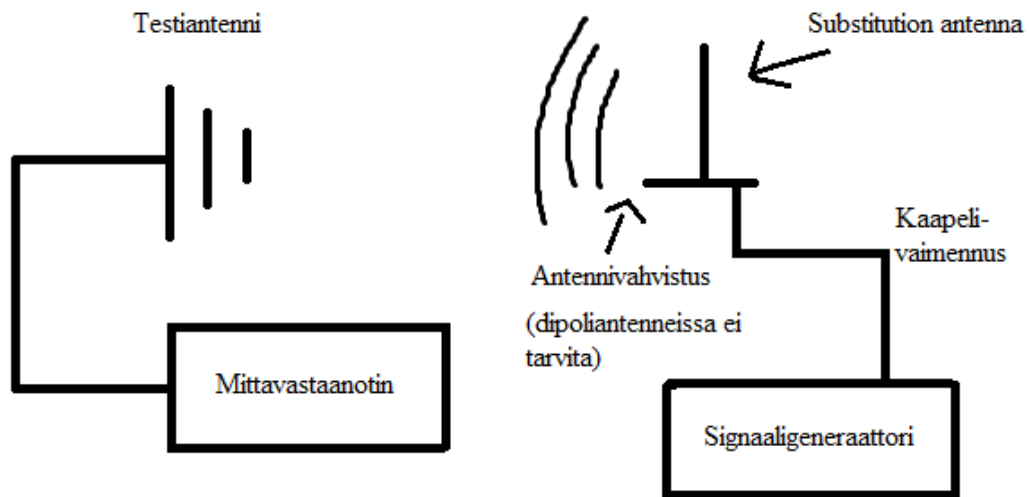 Testiantenni
Substitution antenna
Kaapeli-
vaimennus
Antennivahvistus
(dipoliantenneissa ei
tarvita)
Mittavastaanotin
Signaaligeneraattori